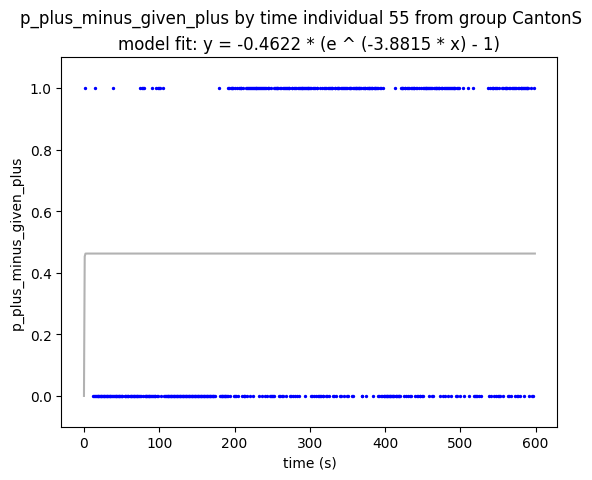 p_plus_minus_given_plus by time individual 55 from group CantonS
model fit: y = -0.4622 * (e ^ (-3.8815 * x) - 1)
p_plus_minus_given_plus
1.0
0.8
0.6
0.4
0.2
0.0
0 100 200 300 400 500 600
time (s)